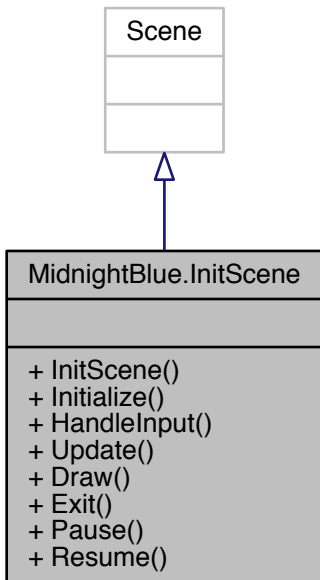 Scene
MidnightBlue.InitScene
+ InitScene()
+ Initialize()
+ HandleInput()
+ Update()
+ Draw()
+ Exit()
+ Pause()
+ Resume()